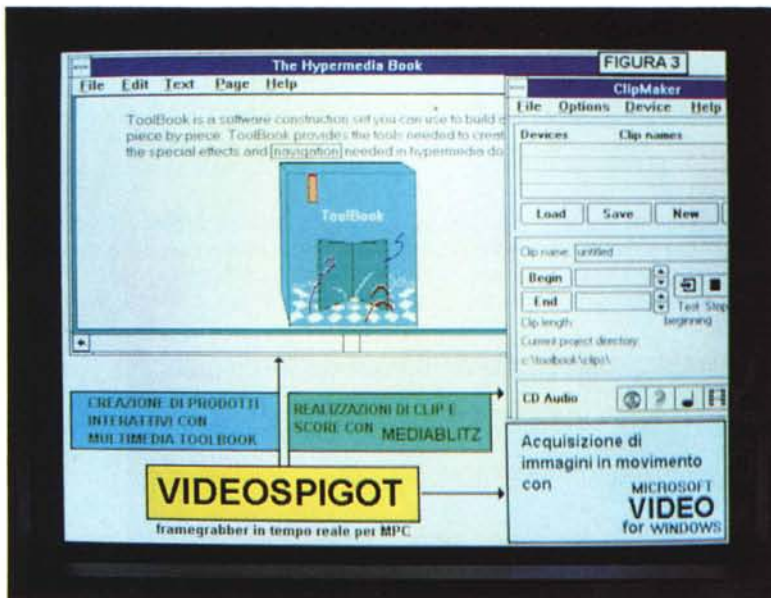 The Hypermedia Book
FIGURA 3
File Edit Text Page Help
ToolBook is a software construction set you can use to build
piece by piece. ToolBook provides the tools needed to creat
the special effects and navigation needed in hypermedia do
ToolBook
ClipMaker
File Options Device Help
Devices Clip names
Load Save New
Clip name: untitled
Begin
End
Test Stop
Clip length: beginning
Current project directory:
c:\toolbook\clips\
CD Audio
CREAZIONE DI PRODOTTI
INTERATTIVI CON
MULTIMEDIA TOOLBOOK
REALIZZAZIONI DI CLIP E
SCORE CON MEDIABLITZ
VIDEOSPIGOT
framegrabber in tempo reale per MPC
Acquisizione di
immagini in movimento
con MICROSOFT
VIDEO
for WINDOWS